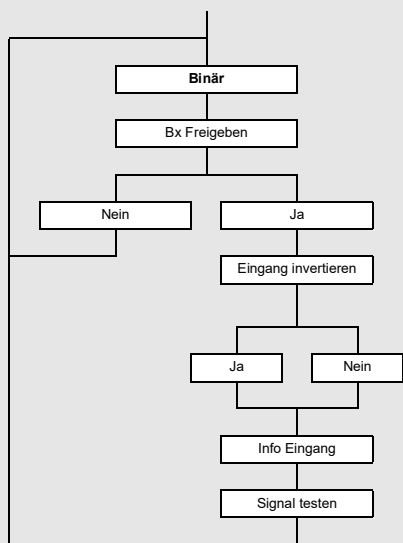 Binär
Bx Freigeben
Nein
Ja
Eingang invertieren
Ja
Nein
Info Eingang
Signal testen